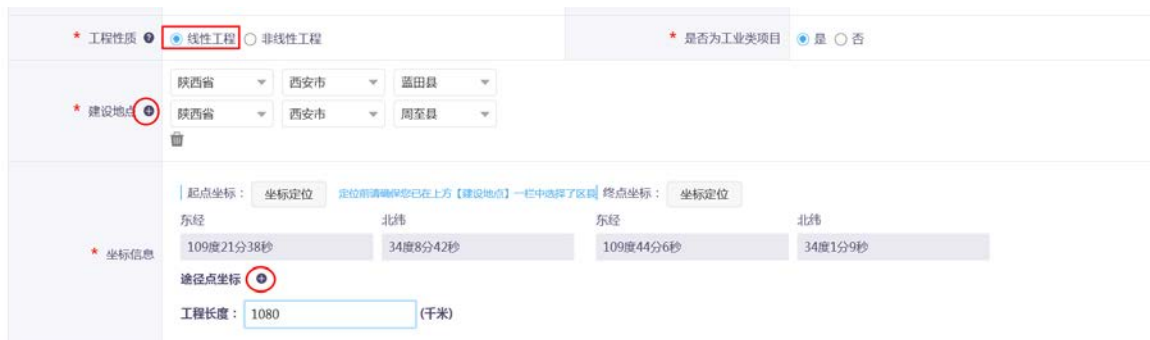 * 工程性质 线性工程 非线性工程 * 是否为工业类项目 是 否
陕西省 西安市 蓝田县
* 建设地点
陕西省 西安市 周至县
起点坐标： 坐标定位 定位前请确保您已在上方【建设地点】一栏中选择了区县 终点坐标： 坐标定位
东经 北纬 东经 北纬
109度21分38秒 34度8分42秒 109度44分6秒 34度1分9秒
* 坐标信息
途径点坐标
工程长度： 1080 (千米)